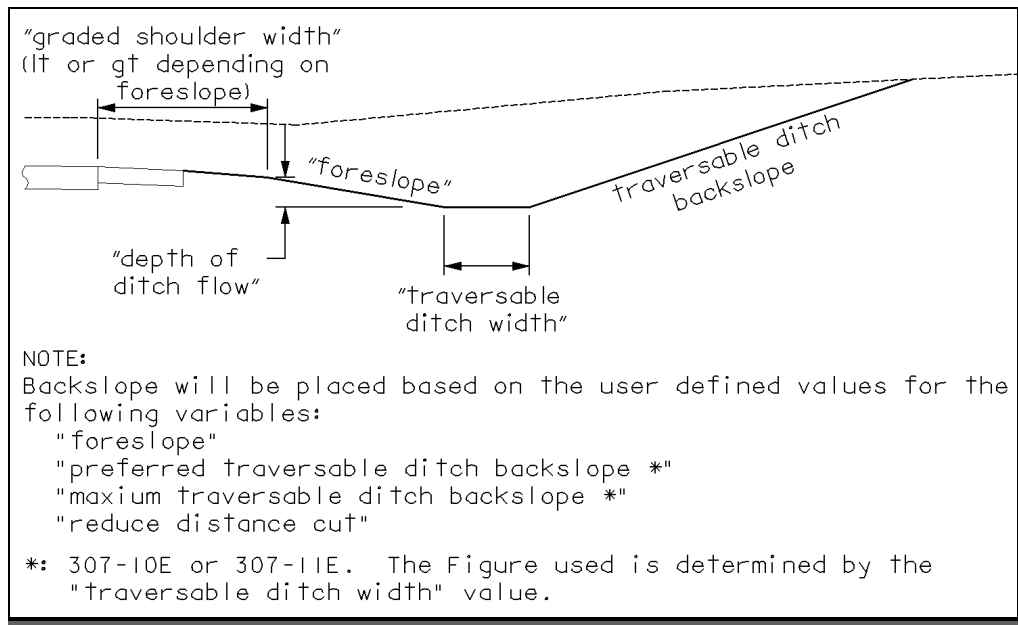 "graded shoulder width"
(lt or gt depending on
foreslope)
"foreslope"
traversable ditch
backslope
"depth of
ditch flow"
"traversable
ditch width"
NOTE:
Backslope will be placed based on the user defined values for the
following variables:
"foreslope"
"preferred traversable ditch backslope *"
"maxium traversable ditch backslope *"
"reduce distance cut"
*: 307-10E or 307-11E. The Figure used is determined by the
"traversable ditch width" value.